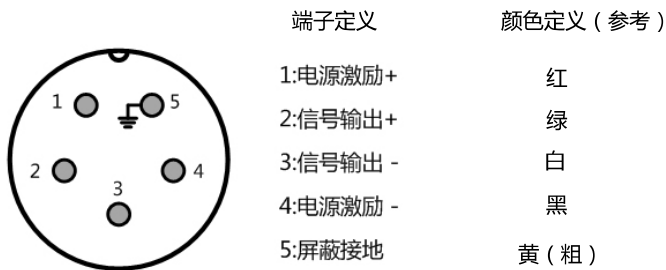 端子定义 颜色定义（参考）
1:电源激励+ 红
2:信号输出+ 绿
3:信号输出 - 白
4:电源激励 - 黑
5:屏蔽接地 黄（粗）
1 5
2 4
3